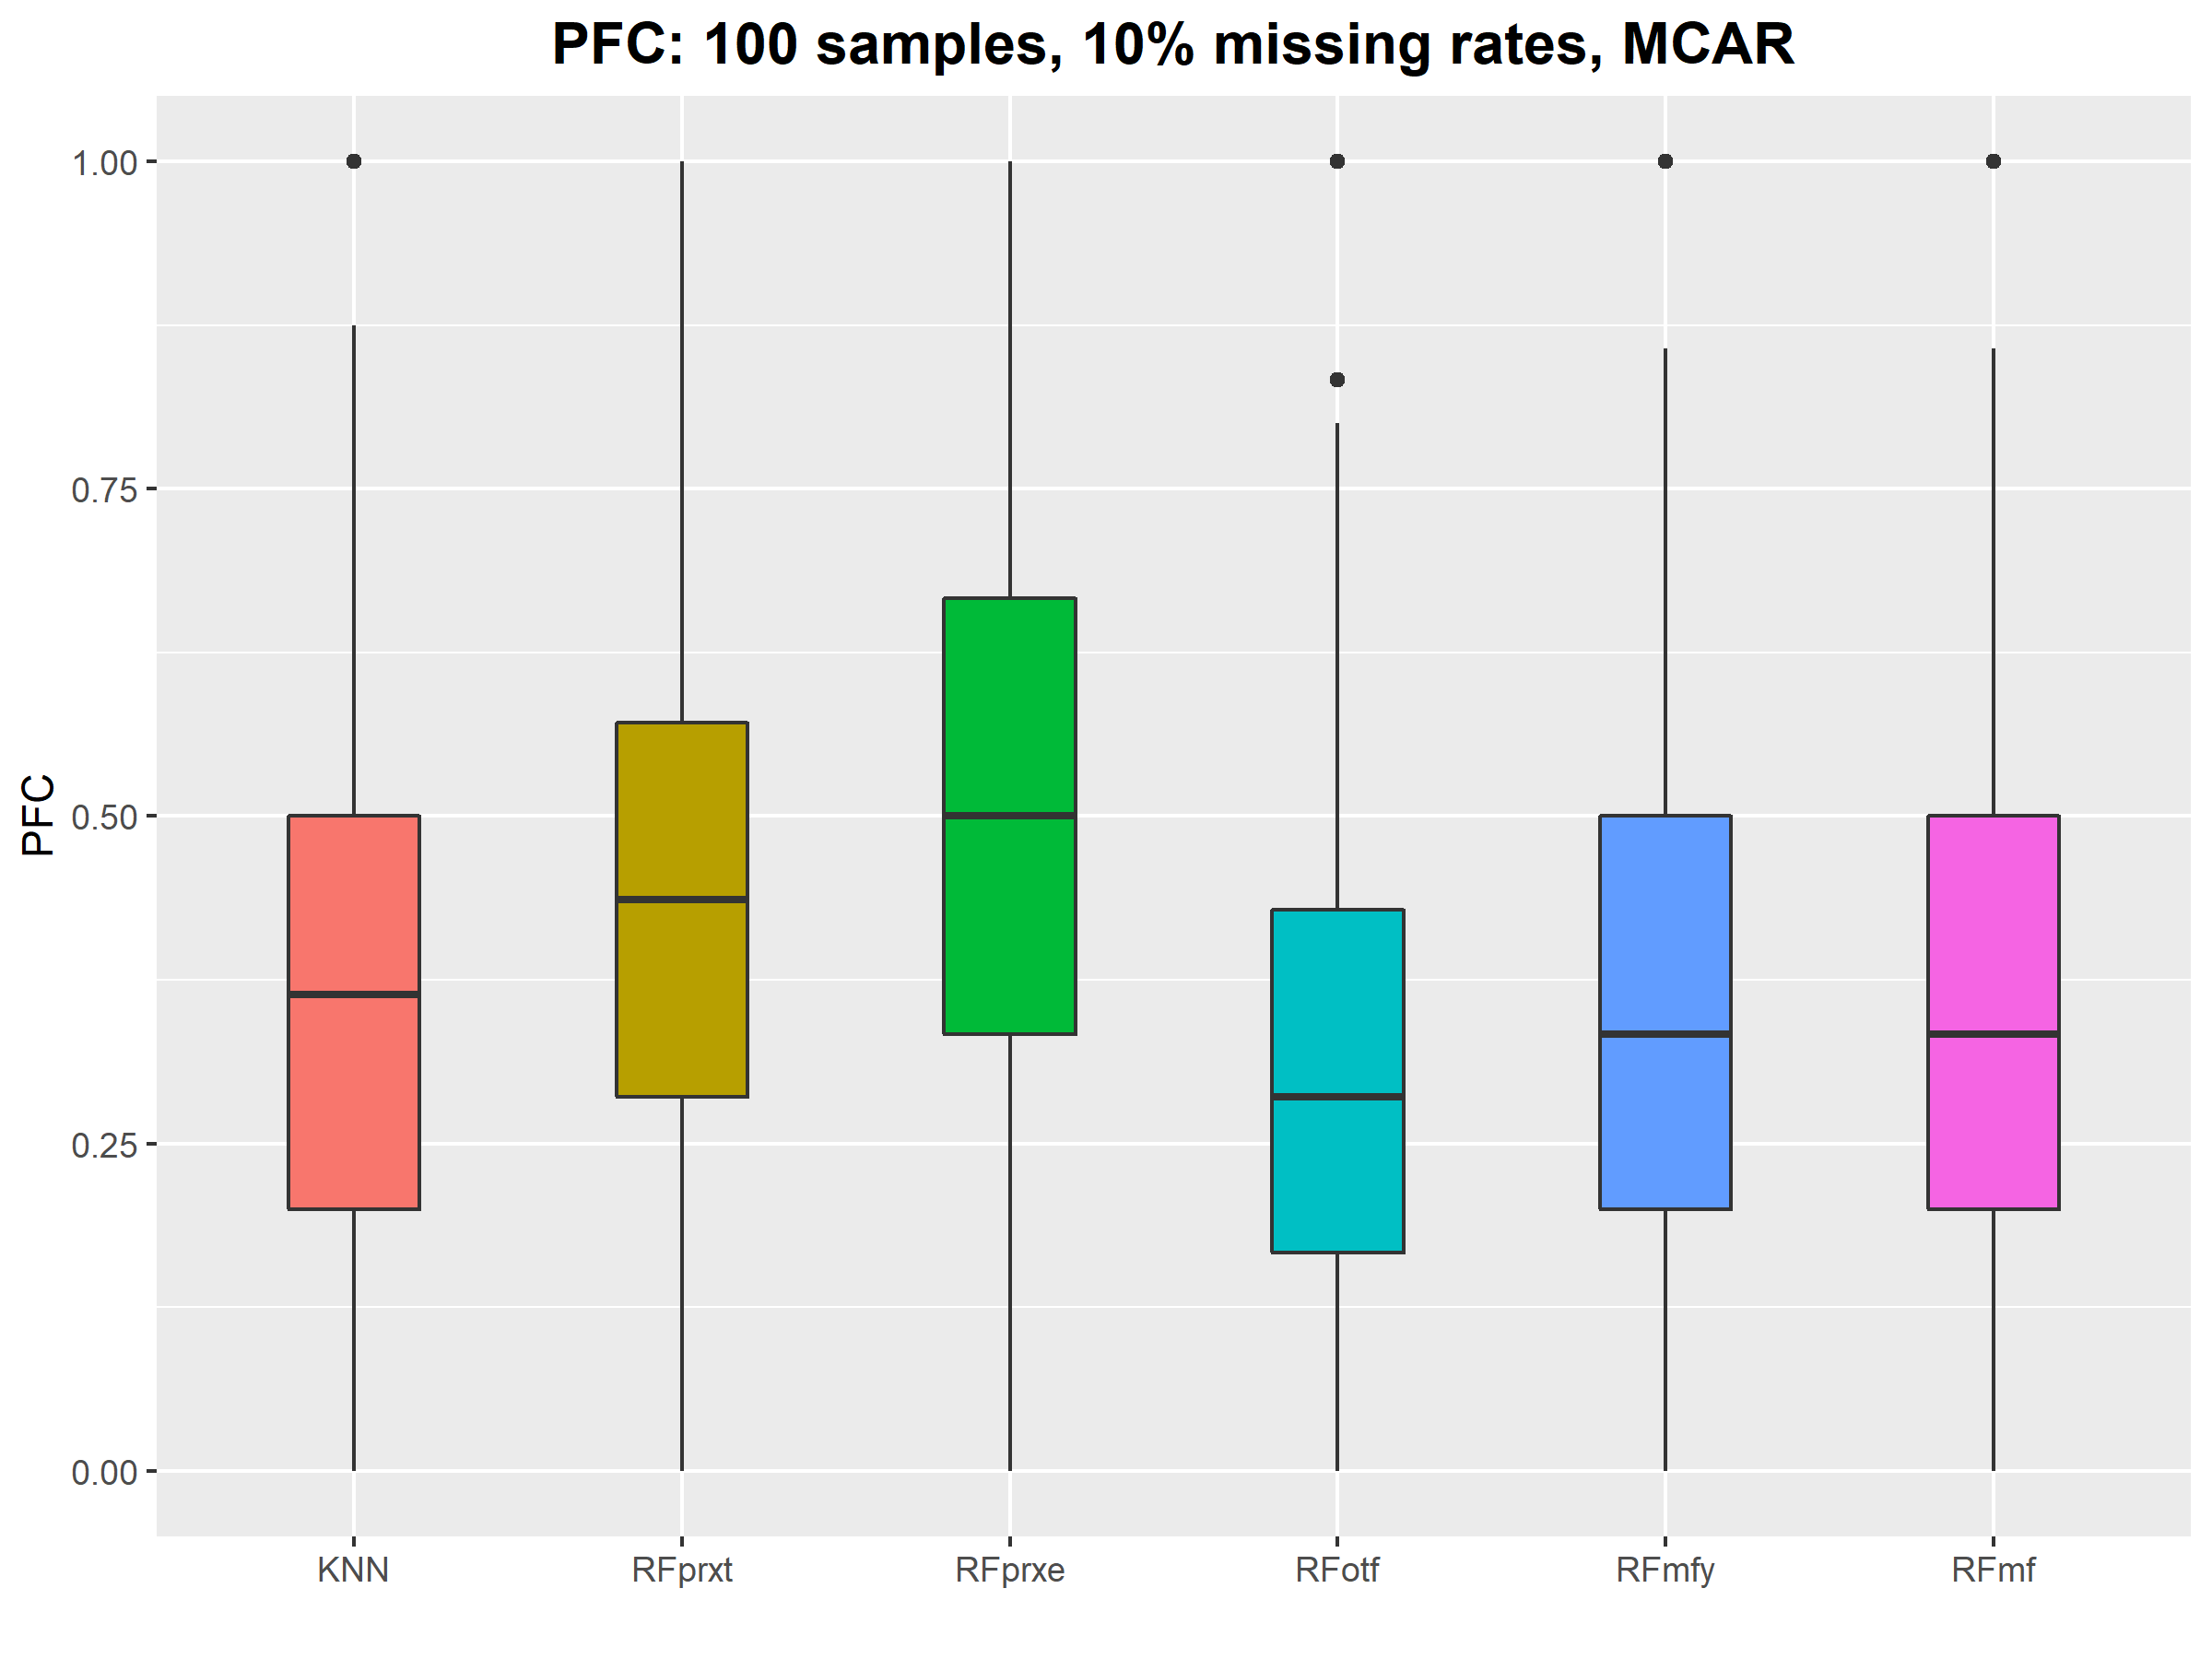 PFC: 100 samples, 10% missing rates, MCAR
PFC
1.00
0.75
0.50
0.25
0.00
KNN RFprxt RFprxe RFotf RFmfy RFmf